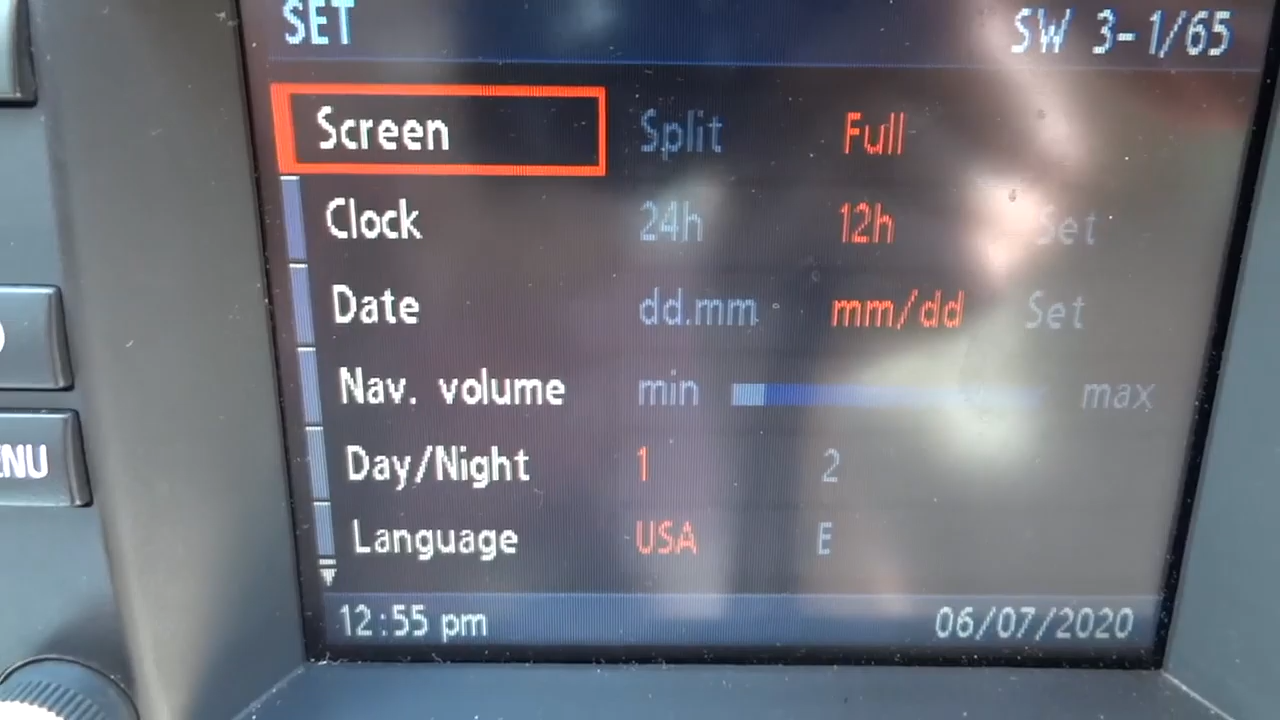 SET SW 3-1/65
Screen Split Full
Clock 24h 12h Set
Date dd.mm mm/dd Set
Nav. volume min max
Day/Night 1 2
Language USA E
12:55 pm 06/07/2020